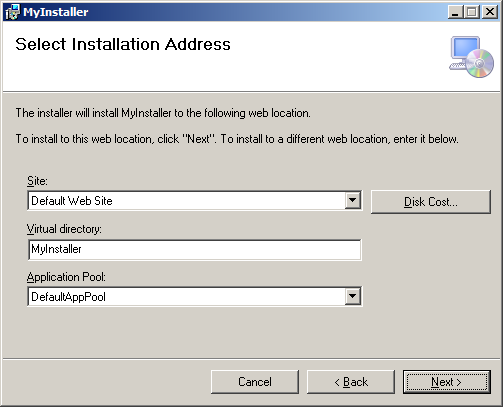 MyInstaller
Select Installation Address
The installer will install MyInstaller to the following web location.
To install to this web location, click "Next". To install to a different web location, enter it below.
Site:
Default Web Site
Disk Cost...
Virtual directory:
MyInstaller
Application Pool:
DefaultAppPool
Cancel
< Back
Next >